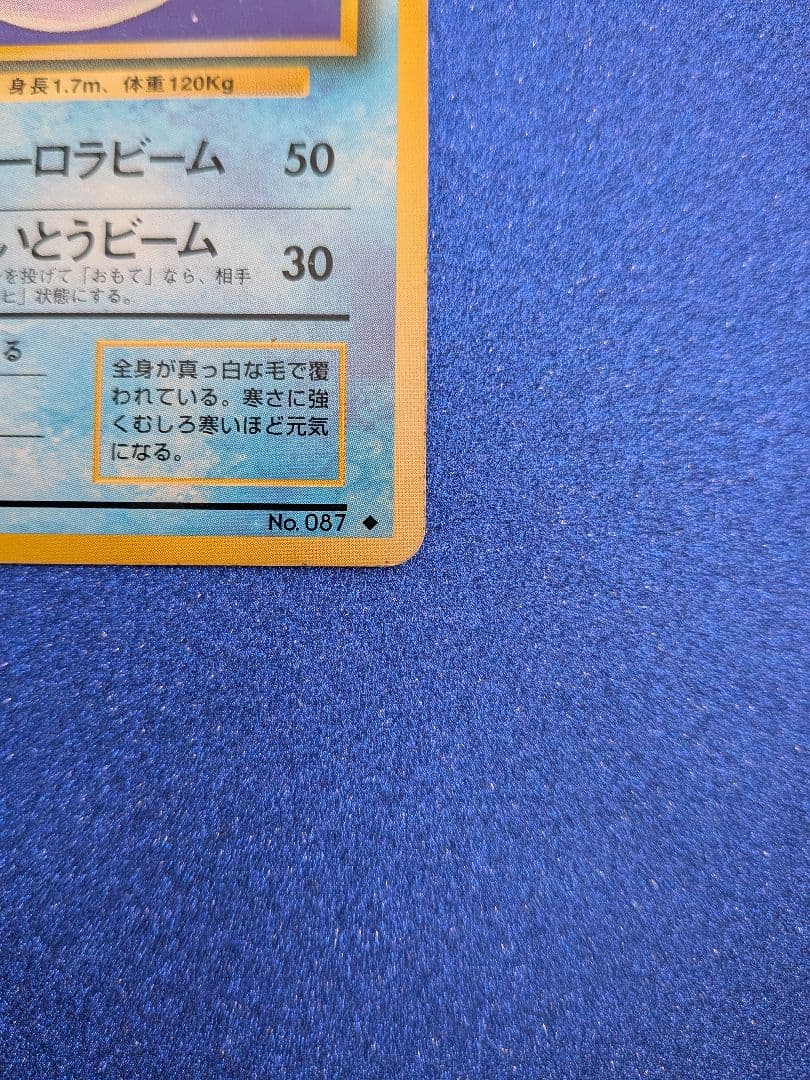 身長1.7m、体重120Kg
ーロラビーム 50
いとうビーム 30
を投げて「おもて」なら、相手
ヒ」状態にする。
る
全身が真っ白な毛で覆
われている。寒さに強
くむしろ寒いほど元気
になる。
No. 087 ◆